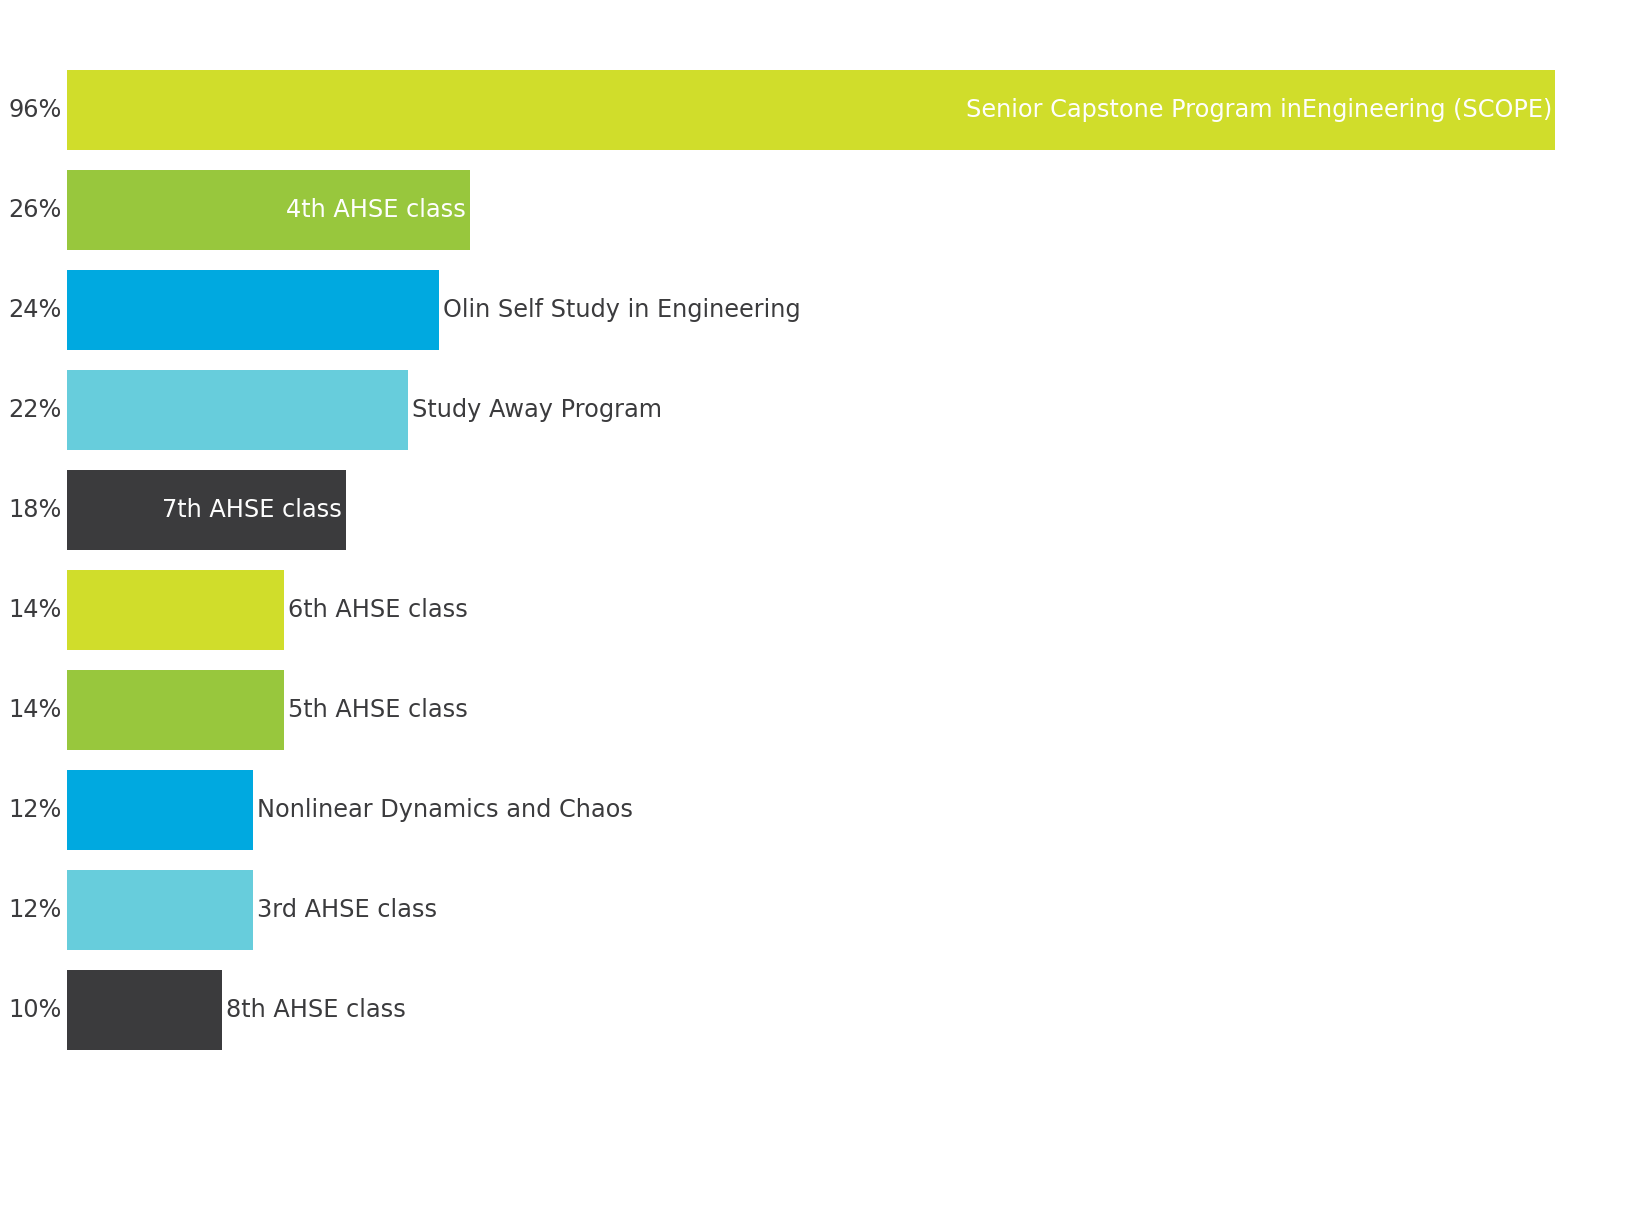 96% Senior Capstone Program inEngineering (SCOPE)
26% 4th AHSE class
24% Olin Self Study in Engineering
22% Study Away Program
18% 7th AHSE class
14% 6th AHSE class
14% 5th AHSE class
12% Nonlinear Dynamics and Chaos
12% 3rd AHSE class
10% 8th AHSE class